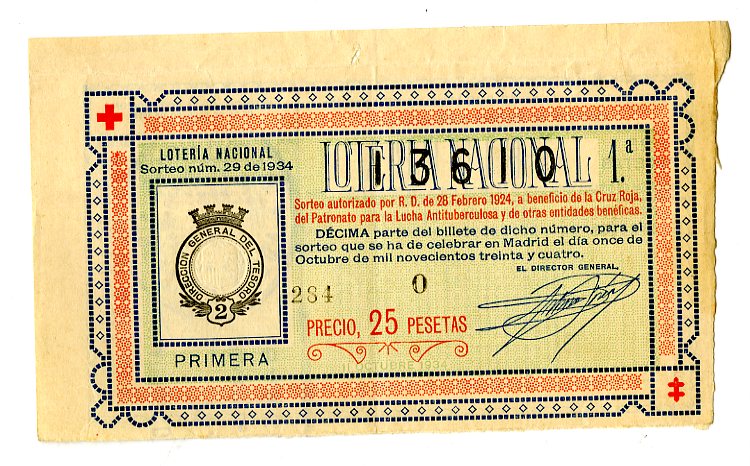 LOTERÍA NACIONAL
Sorteo núm. 29 de 1934
LOTERIA NACIONAL 1.ª
13610
Sorteo autorizado por R. D. de 28 Febrero 1924, a beneficio de la Cruz Roja,
del Patronato para la Lucha Antituberculosa y de otras entidades benéficas.
DÉCIMA parte del billete de dicho número, para el
sorteo que se ha de celebrar en Madrid el día once de
Octubre de mil novecientos treinta y cuatro.
EL DIRECTOR GENERAL,
DIRECCION GENERAL DEL TESORO
2
284
0
PRECIO, 25 PESETAS
PRIMERA